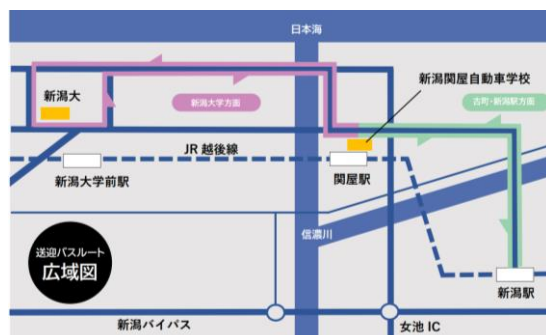 日本海
新潟関屋自動車学校
新潟大
新潟大学方面
古町・新潟駅方面
JR 越後線
新潟大学前駅
関屋駅
送迎バスルート
広域図
信濃川
新潟駅
新潟バイパス
女池 IC